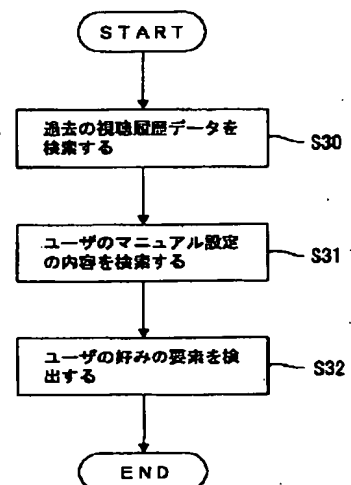 START
過去の視聴履歴データを
検索する
S30
ユーザのマニュアル設定
の内容を検索する
S31
ユーザの好みの要素を検
出する
S32
END